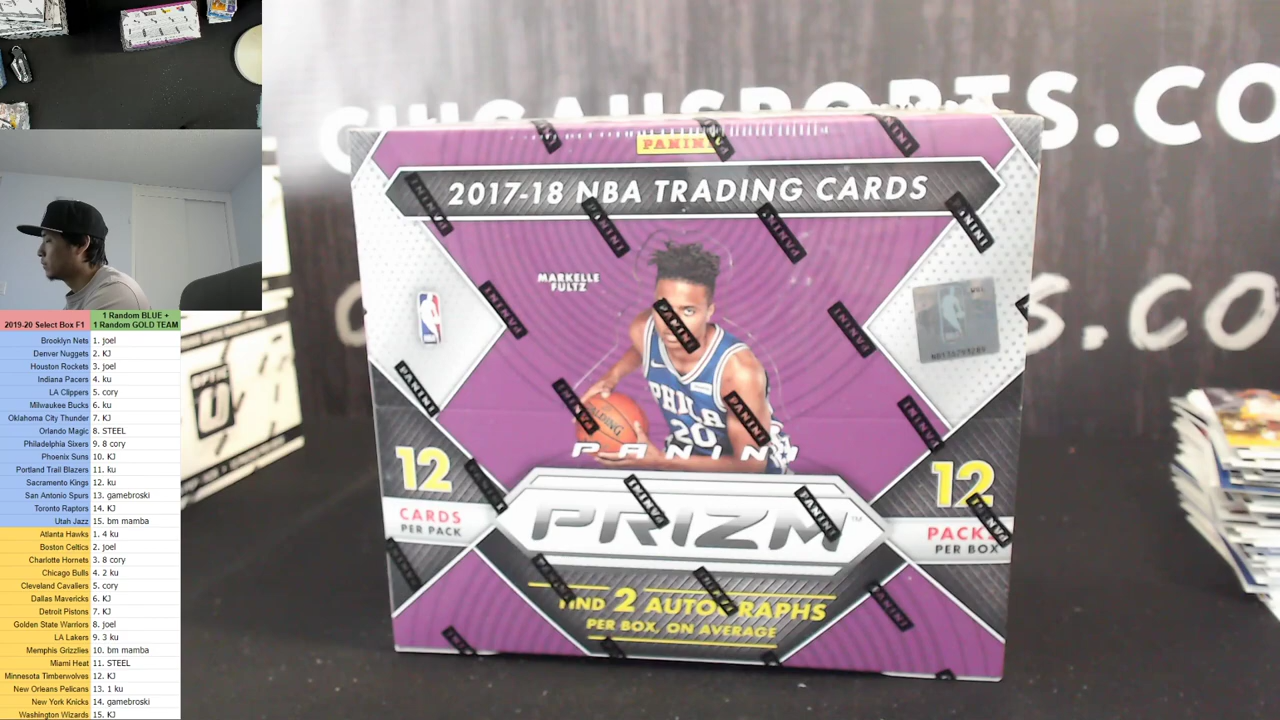 2019-20 Select Box F1
1 Random BLUE +
1 Random GOLD TEAM
Brooklyn Nets 1. joel
Denver Nuggets 2. KJ
Houston Rockets 3. joel
Indiana Pacers 4. ku
LA Clippers 5. cory
Milwaukee Bucks 6. ku
Oklahoma City Thunder 7. KJ
Orlando Magic 8. STEEL
Philadelphia Sixers 9. 8 cory
Phoenix Suns 10. KJ
Portland Trail Blazers 11. ku
Sacramento Kings 12. ku
San Antonio Spurs 13. gamebroski
Toronto Raptors 14. KJ
Utah Jazz 15. bm mamba
Atlanta Hawks 1. 4 ku
Boston Celtics 2. joel
Charlotte Hornets 3. 8 cory
Chicago Bulls 4. 2 ku
Cleveland Cavaliers 5. cory
Dallas Mavericks 6. KJ
Detroit Pistons 7. KJ
Golden State Warriors 8. joel
LA Lakers 9. 3 ku
Memphis Grizzlies 10. bm mamba
Miami Heat 11. STEEL
Minnesota Timberwolves 12. KJ
New Orleans Pelicans 13. 1 ku
New York Knicks 14. gamebroski
Washington Wizards 15. KJ
PANINI
2017-18 NBA TRADING CARDS
MARKELLE
FULTZ
PHILA
20
SPALDING
PANINI
PRIZM
12
CARDS
PER PACK
12
PACKS
PER BOX
FIND 2 AUTOGRAPHS
PER BOX, ON AVERAGE
SPORTS.CO
S.CO